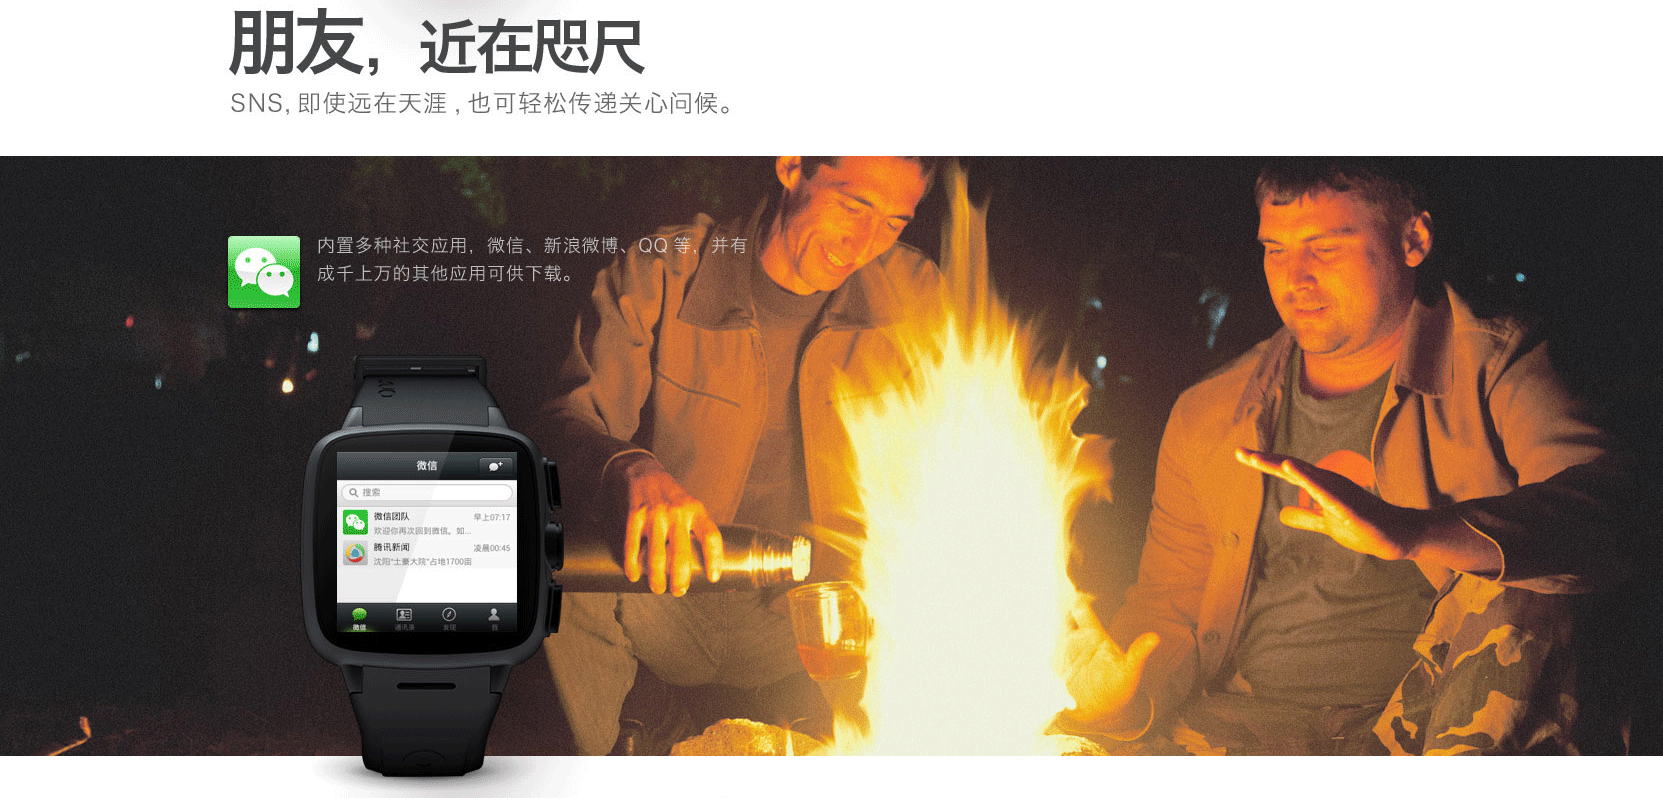 朋友，近在咫尺
SNS, 即使远在天涯，也可轻松传递关心问候。
内置多种社交应用，微信、新浪微博、QQ 等，并有
成千上万的其他应用可供下载。
微信
搜索
微信团队 早上07:17
欢迎你再次回到微信。如...
腾讯新闻 凌晨00:45
沈阳"土豪大院"占地1700亩
微信 通讯录 发现 我